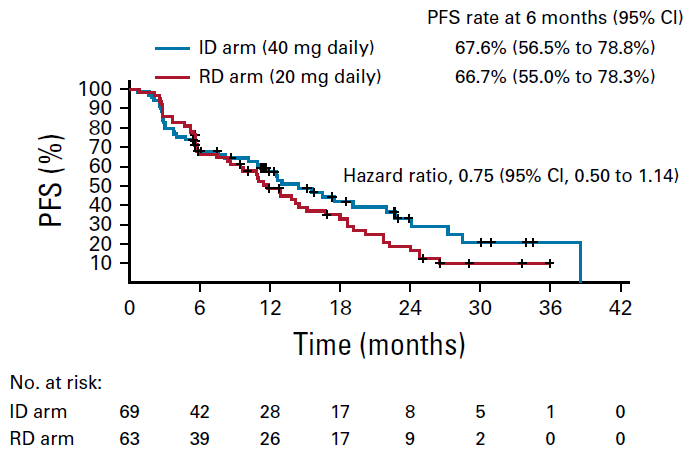 PFS rate at 6 months (95% CI)
ID arm (40 mg daily) 67.6% (56.5% to 78.8%)
RD arm (20 mg daily) 66.7% (55.0% to 78.3%)
100
90
80
70
60
50
40
30
20
10
PFS (%)
Hazard ratio, 0.75 (95% CI, 0.50 to 1.14)
0 6 12 18 24 30 36 42
Time (months)
No. at risk:
ID arm 69 42 28 17 8 5 1 0
RD arm 63 39 26 17 9 2 0 0